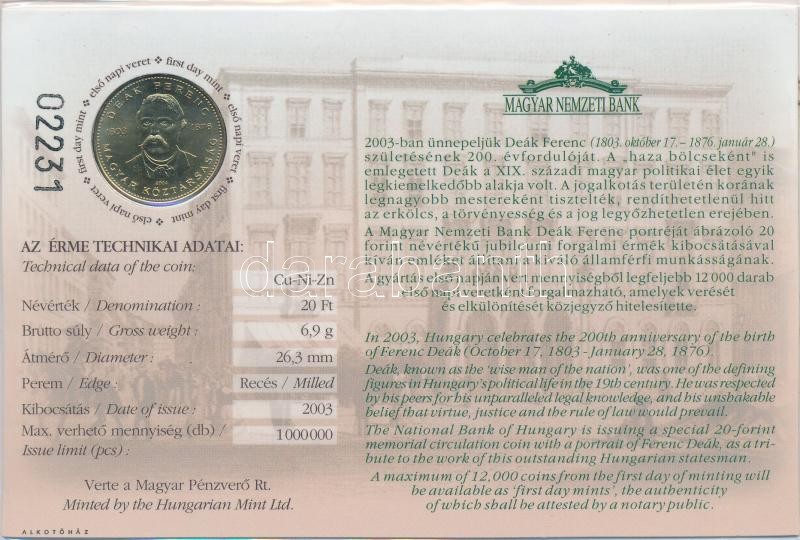 első napi veret • first day mint • első napi veret • first day mint • első napi veret • first day mint •
DEÁK FERENC
1803 1876
MAGYAR KÖZTÁRSASÁG
02231
MAGYAR NEMZETI BANK
AZ ÉRME TECHNIKAI ADATAI:
Technical data of the coin:
Cu-Ni-Zn
Névérték / Denomination : 20 Ft
Brutto súly / Gross weight : 6,9 g
Átmérő / Diameter : 26,3 mm
Perem / Edge : Recés / Milled
Kibocsátás / Date of issue : 2003
Max. verhető mennyiség (db) /
Issue limit (pcs) : 1000000
Verte a Magyar Pénzverő Rt.
Minted by the Hungarian Mint Ltd.
ALKOTÓHÁZ
2003-ban ünnepeljük Deák Ferenc (1803. október 17. – 1876. január 28.)
születésének 200. évfordulóját. A „haza bölcseként" is
emlegetett Deák a XIX. századi magyar politikai élet egyik
legkiemelkedőbb alakja volt. A jogalkotás területén korának
legnagyobb mestereként tisztelték, rendíthetetlenül hitt
az erkölcs, a törvényesség és a jog legyőzhetetlen erejében.
A Magyar Nemzeti Bank Deák Ferenc portréját ábrázoló 20
forint névértékű jubileumi forgalmi érmék kibocsátásával
kíván emléket állítani a kiváló államférfi munkásságának.
A gyártás első napján vert mennyiségből legfeljebb 12 000 darab
első napi veretként forgalmazható, amelyek verését
és elkülönítését közjegyző hitelesítette.
In 2003, Hungary celebrates the 200th anniversary of the birth
of Ferenc Deák (October 17, 1803 - January 28, 1876).
Deák, known as the 'wise man of the nation', was one of the defining
figures in Hungary's political life in the 19th century. He was respected
by his peers for his unparalleled legal knowledge, and his unshakable
belief that virtue, justice and the rule of law would prevail.
The National Bank of Hungary is issuing a special 20-forint
memorial circulation coin with a portrait of Ferenc Deák, as a tri-
bute to the work of this outstanding Hungarian statesman.
A maximum of 12,000 coins from the first day of minting will
be available as 'first day mints', the authenticity
of which shall be attested by a notary public.
darabanth